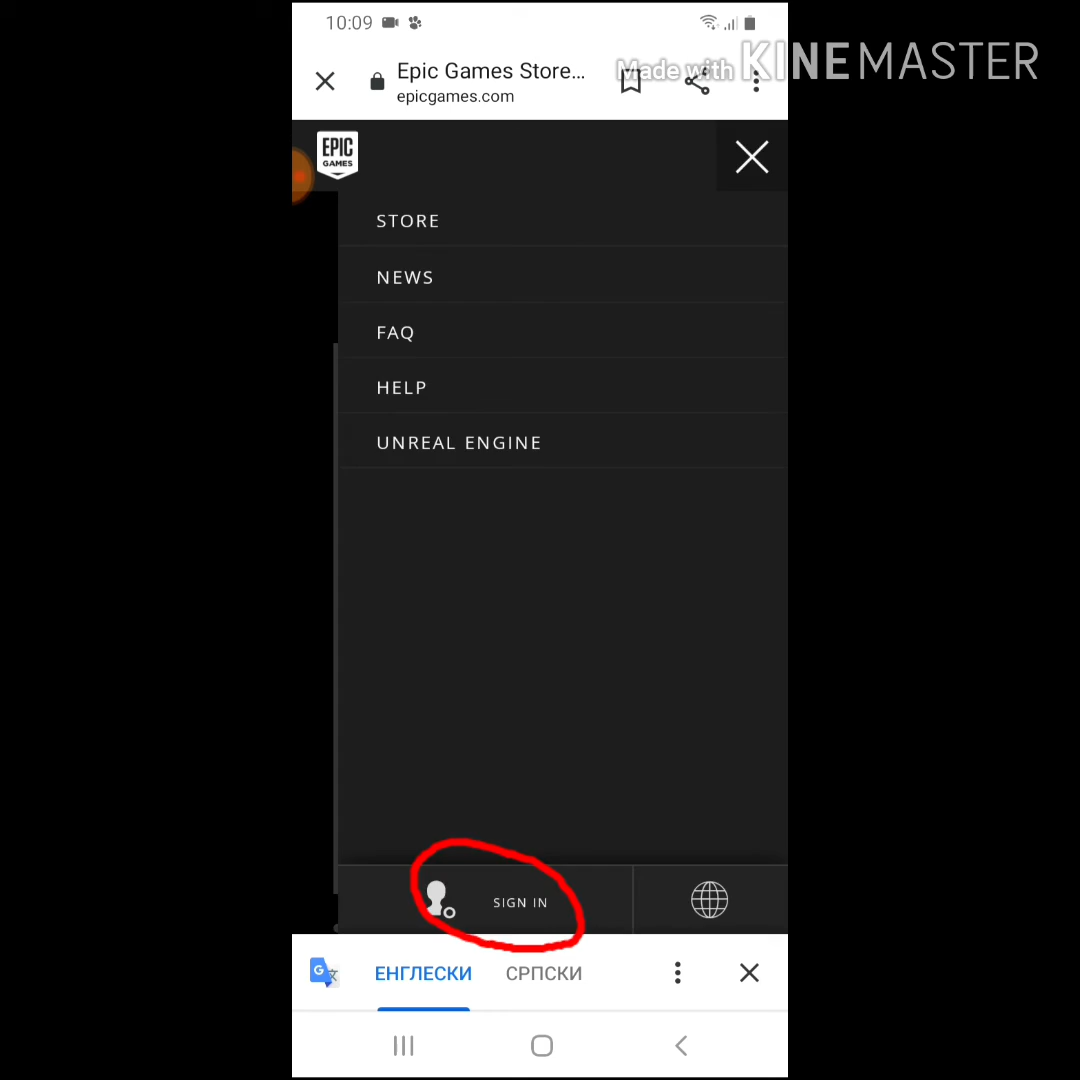 10:09
Made with KINEMASTER
Epic Games Store...
epicgames.com
EPIC
GAMES
STORE
NEWS
FAQ
HELP
UNREAL ENGINE
SIGN IN
G
ЕНГЛЕСКИ СРПСКИ